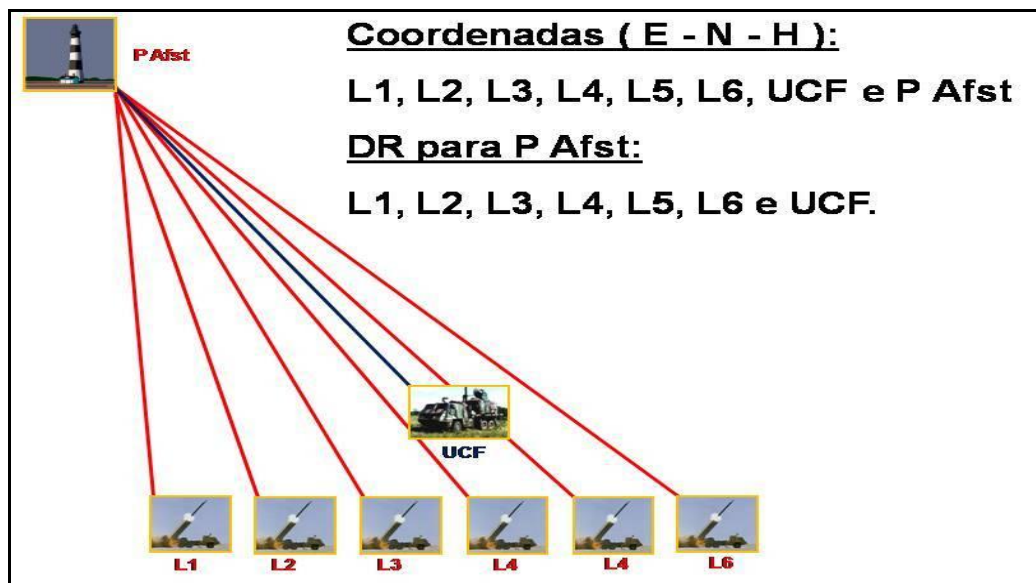 P Afst
Coordenadas ( E - N - H ):
L1, L2, L3, L4, L5, L6, UCF e P Afst
DR para P Afst:
L1, L2, L3, L4, L5, L6 e UCF.
UCF
L1 L2 L3 L4 L4 L6